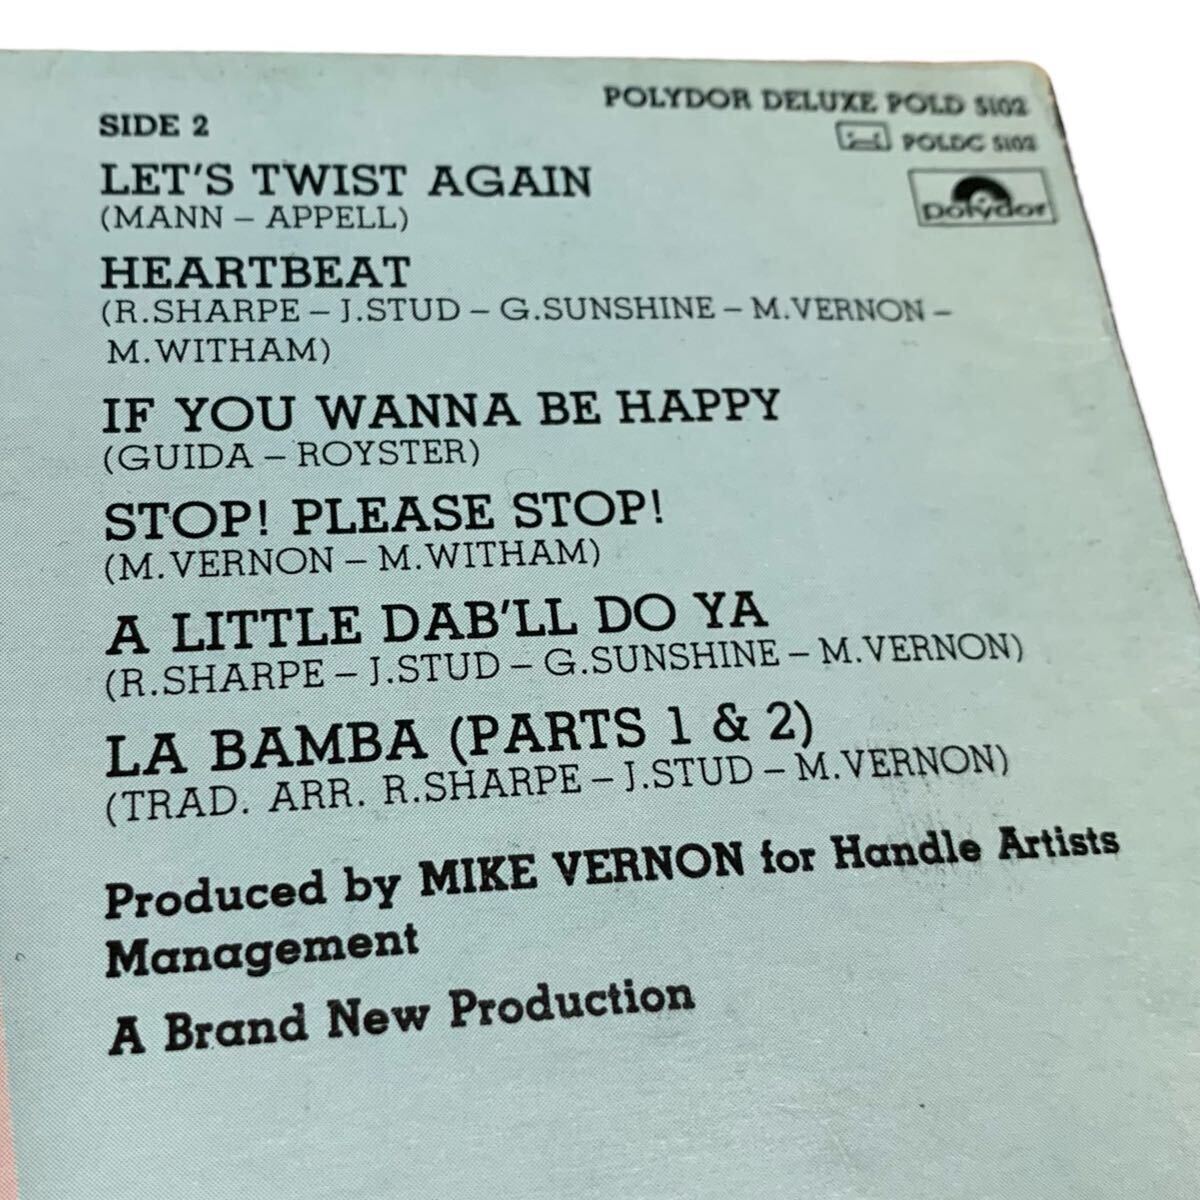 POLYDOR DELUXE POLD 5102
POLDC 5102
Polydor
SIDE 2
LET'S TWIST AGAIN
(MANN – APPELL)
HEARTBEAT
(R.SHARPE – J.STUD – G.SUNSHINE – M.VERNON –
M.WITHAM)
IF YOU WANNA BE HAPPY
(GUIDA – ROYSTER)
STOP! PLEASE STOP!
(M.VERNON – M.WITHAM)
A LITTLE DAB'LL DO YA
(R.SHARPE – J.STUD – G.SUNSHINE – M.VERNON)
LA BAMBA (PARTS 1 & 2)
(TRAD. ARR. R.SHARPE – J.STUD – M.VERNON)
Produced by MIKE VERNON for Handle Artists
Management
A Brand New Production